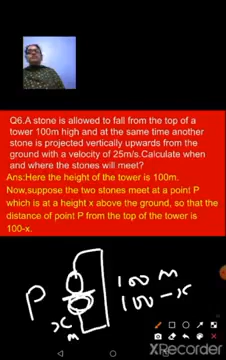 Q6.A stone is allowed to fall from the top of a
tower 100m high and at the same time another
stone is projected vertically upwards from the
ground with a velocity of 25m/s.Calculate when
and where the stones will meet?
Ans:Here the height of the tower is 100m.
Now,suppose the two stones meet at a point P
which is at a height x above the ground, so that the
distance of point P from the top of the tower is
100-x.
100 m
P 100-x
x
m
XRecorder